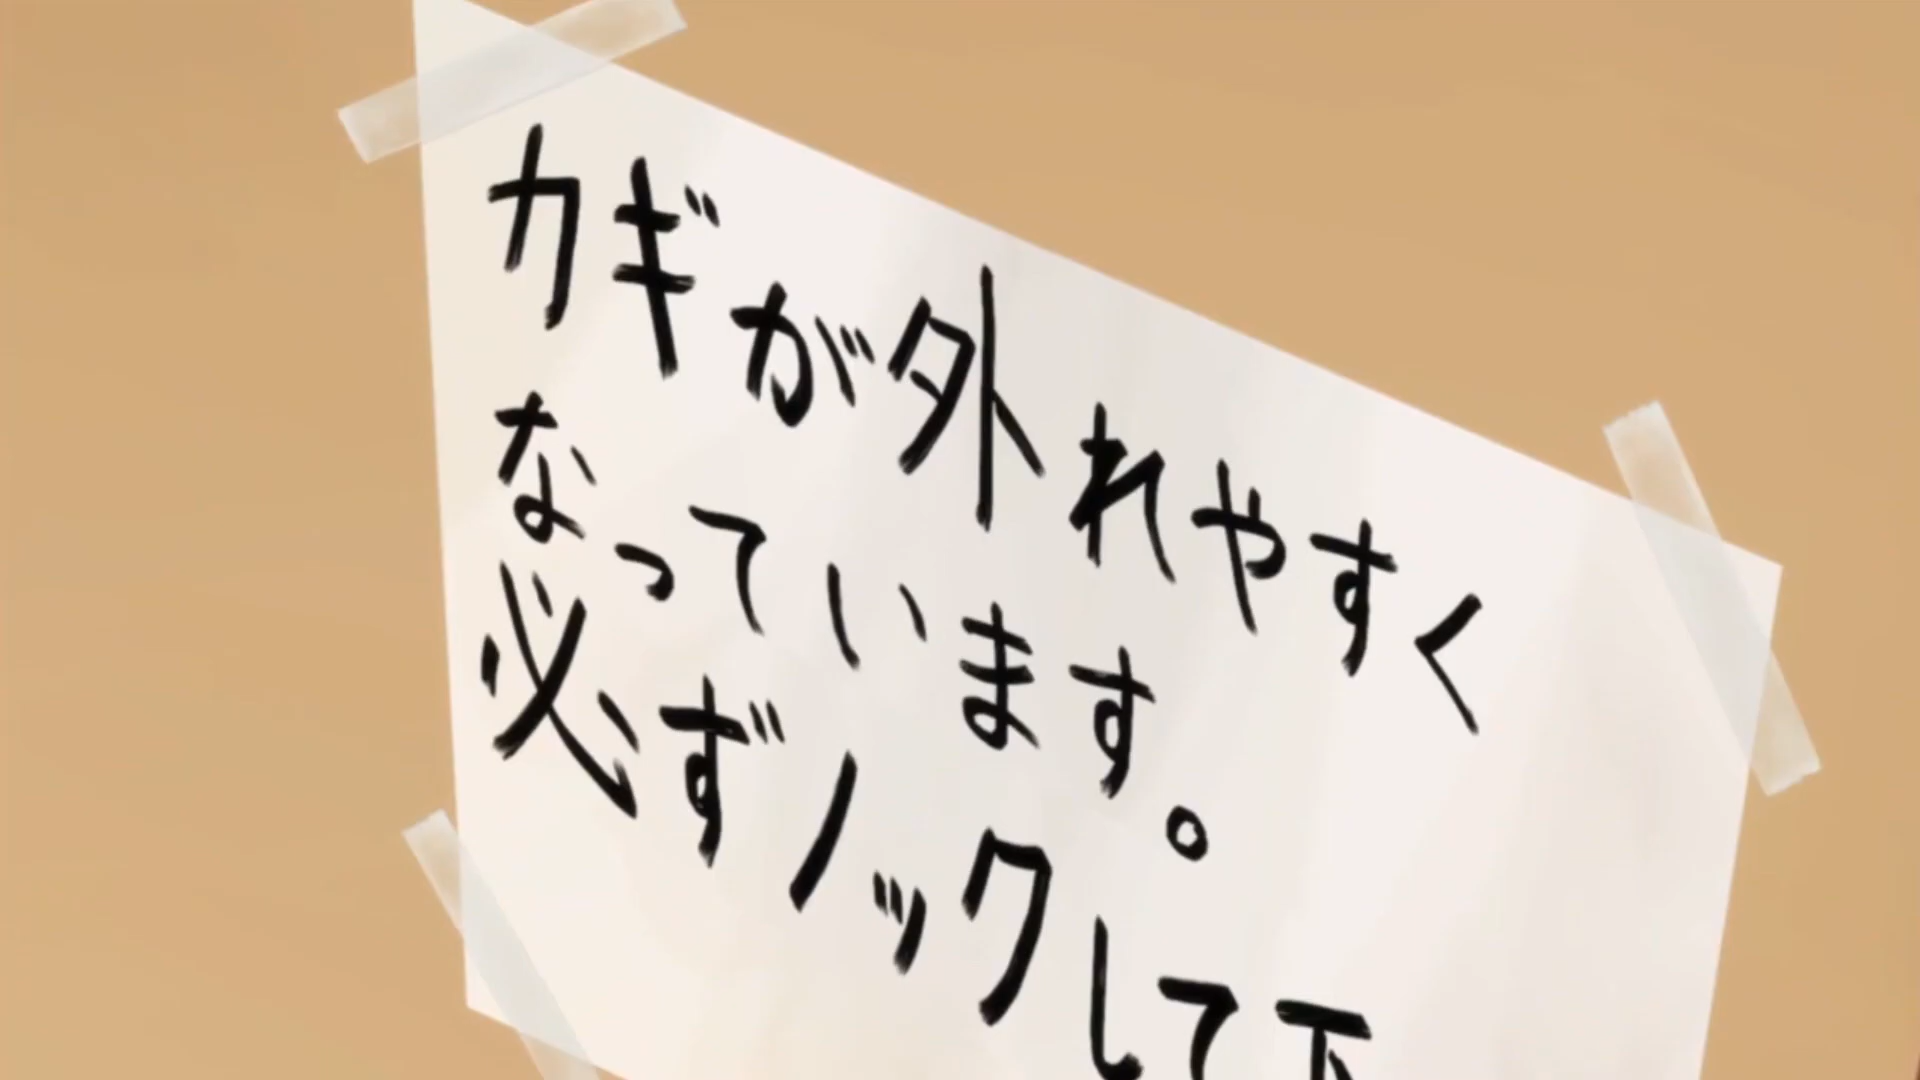 カギが外れやすく
なっています。
必ずノックして下